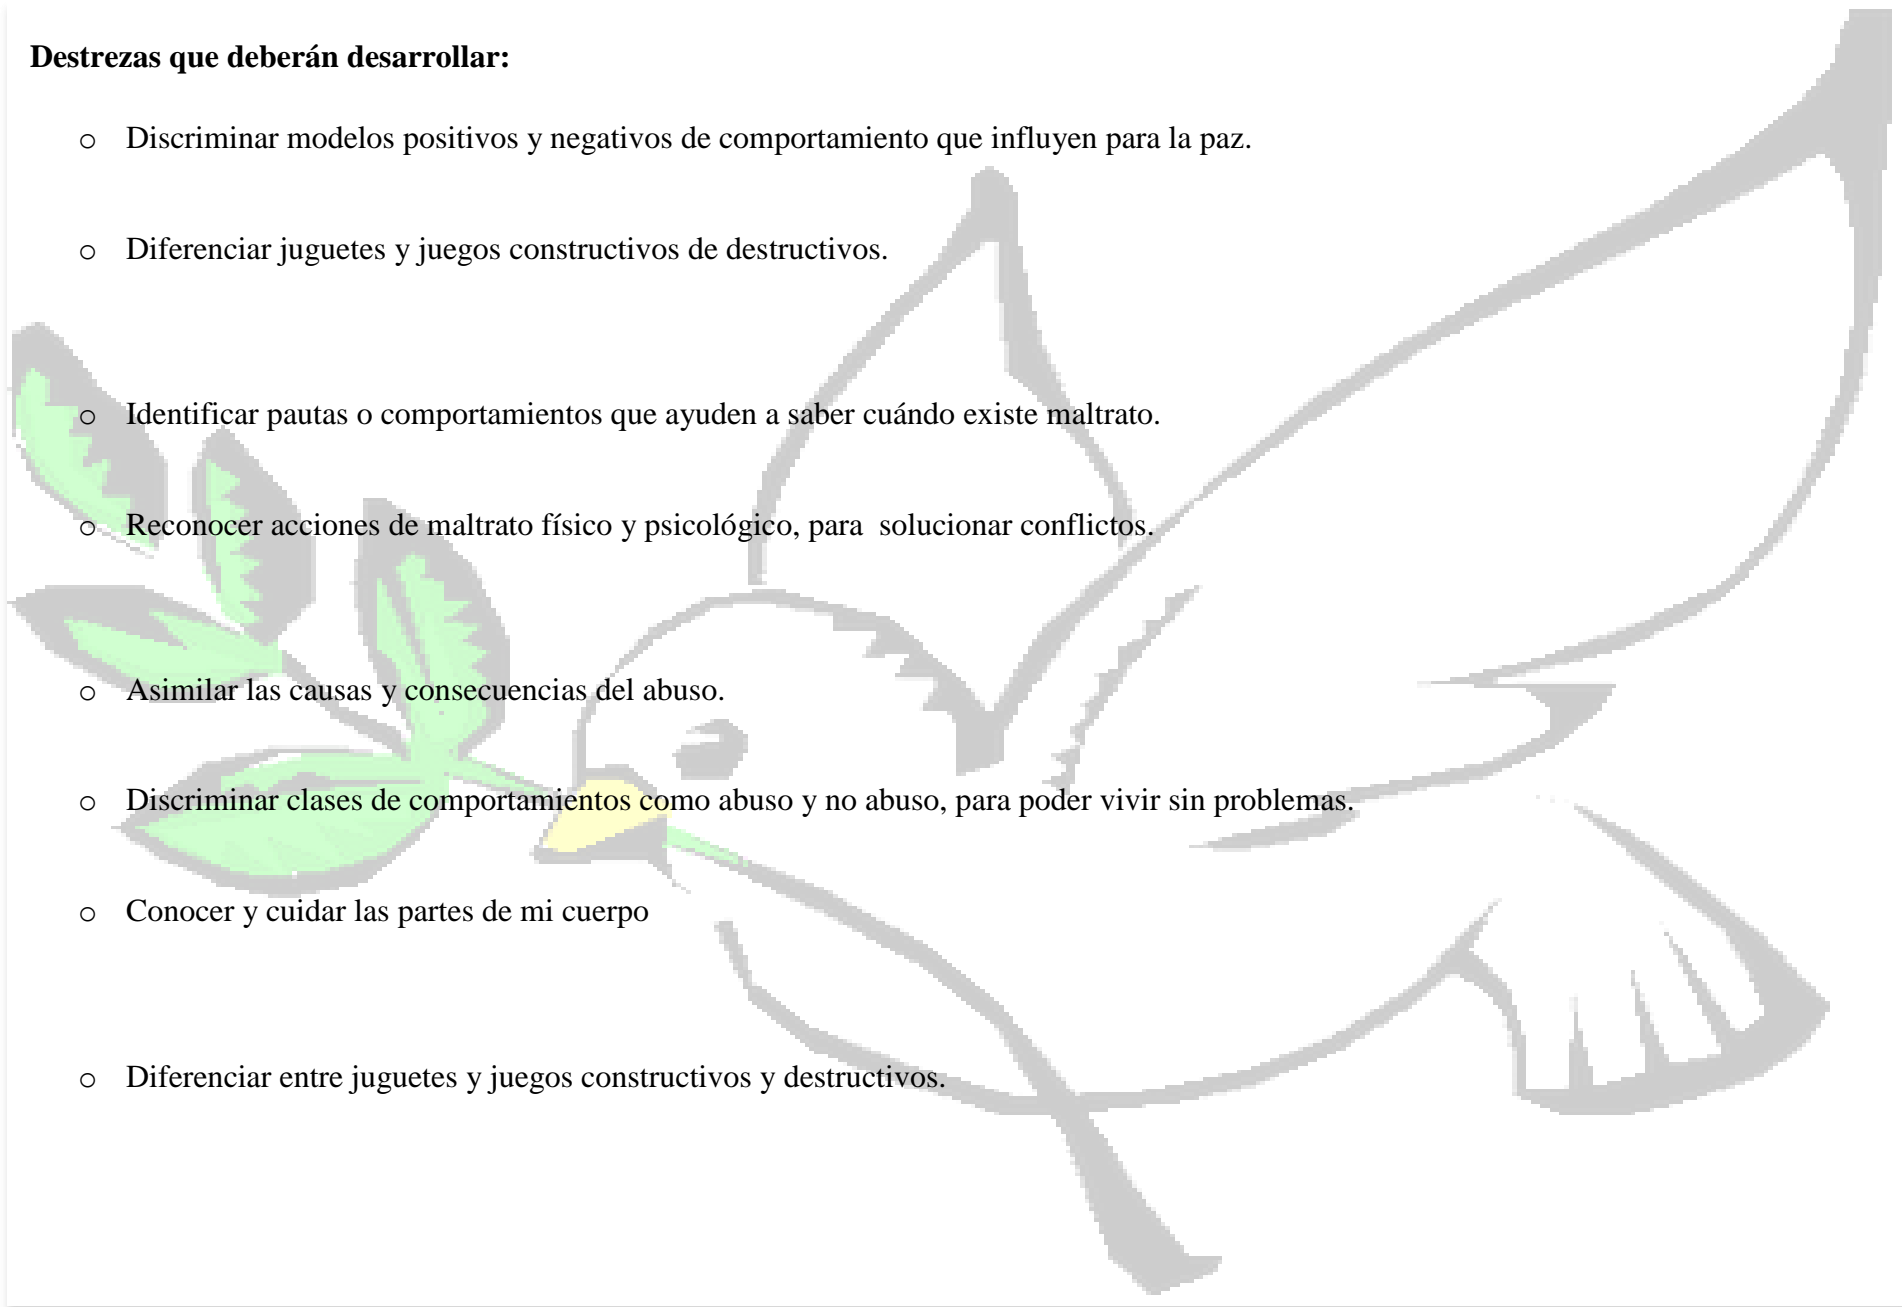 Destrezas que deberán desarrollar:
o Discriminar modelos positivos y negativos de comportamiento que influyen para la paz.
o Diferenciar juguetes y juegos constructivos de destructivos.
o Identificar pautas o comportamientos que ayuden a saber cuándo existe maltrato.
o Reconocer acciones de maltrato físico y psicológico, para  solucionar conflictos.
o Asimilar las causas y consecuencias del abuso.
o Discriminar clases de comportamientos como abuso y no abuso, para poder vivir sin problemas.
o Conocer y cuidar las partes de mi cuerpo
o Diferenciar entre juguetes y juegos constructivos y destructivos.